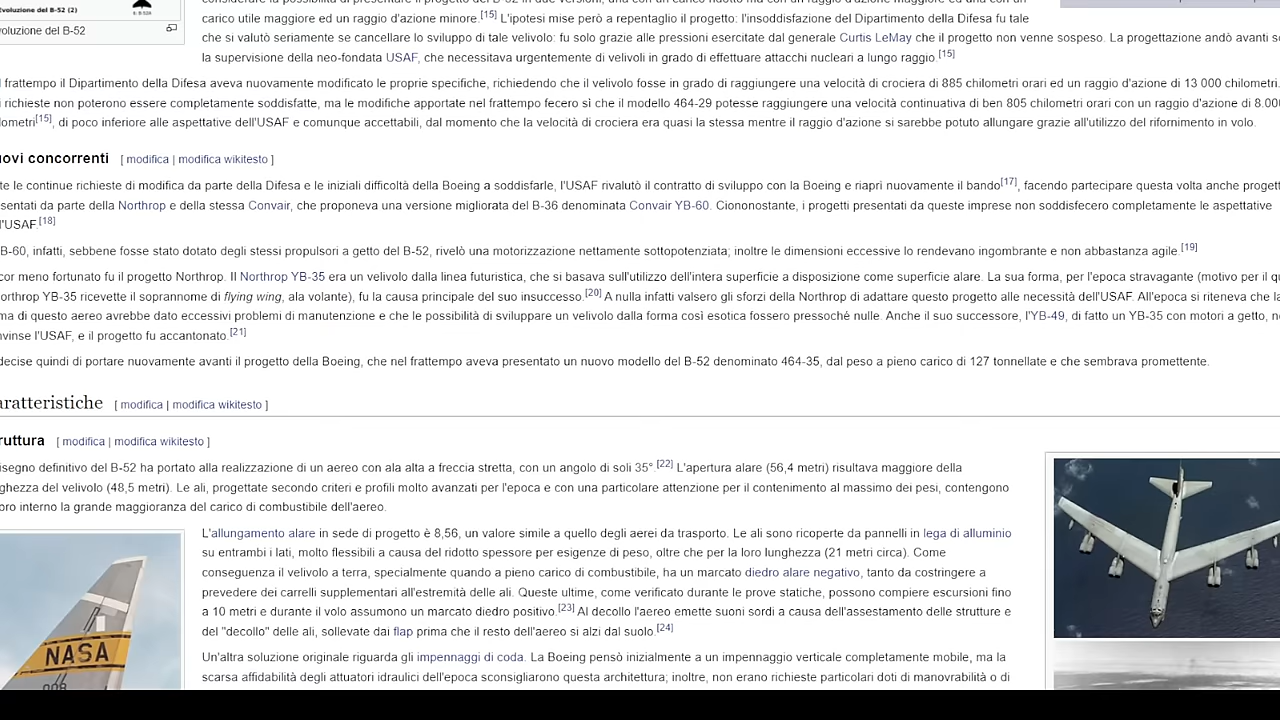 Evoluzione del B-52 (2)
voluzione del B-52
carico utile maggiore ed un raggio d'azione minore.[15] L'ipotesi mise però a repentaglio il progetto: l'insoddisfazione del Dipartimento della Difesa fu tale
che si valutò seriamente se cancellare lo sviluppo di tale velivolo: fu solo grazie alle pressioni esercitate dal generale Curtis LeMay che il progetto non venne sospeso. La progettazione andò avanti so
la supervisione della neo-fondata USAF, che necessitava urgentemente di velivoli in grado di effettuare attacchi nucleari a lungo raggio.[15]
l frattempo il Dipartimento della Difesa aveva nuovamente modificato le proprie specifiche, richiedendo che il velivolo fosse in grado di raggiungere una velocità di crociera di 885 chilometri orari ed un raggio d'azione di 13 000 chilometri.
i richieste non poterono essere completamente soddisfatte, ma le modifiche apportate nel frattempo fecero sì che il modello 464-29 potesse raggiungere una velocità continuativa di ben 805 chilometri orari con un raggio d'azione di 8.000
lometri[15], di poco inferiore alle aspettative dell'USAF e comunque accettabili, dal momento che la velocità di crociera era quasi la stessa mentre il raggio d'azione si sarebbe potuto allungare grazie all'utilizzo del rifornimento in volo.
uovi concorrenti [ modifica | modifica wikitesto ]
te le continue richieste di modifica da parte della Difesa e le iniziali difficoltà della Boeing a soddisfarle, l'USAF rivalutò il contratto di sviluppo con la Boeing e riaprì nuovamente il bando[17], facendo partecipare questa volta anche progett
sentati da parte della Northrop e della stessa Convair, che proponeva una versione migliorata del B-36 denominata Convair YB-60. Ciononostante, i progetti presentati da queste imprese non soddisfecero completamente le aspettative
l'USAF.[18]
B-60, infatti, sebbene fosse stato dotato degli stessi propulsori a getto del B-52, rivelò una motorizzazione nettamente sottopotenziata; inoltre le dimensioni eccessive lo rendevano ingombrante e non abbastanza agile.[19]
cor meno fortunato fu il progetto Northrop. Il Northrop YB-35 era un velivolo dalla linea futuristica, che si basava sull'utilizzo dell'intera superficie a disposizione come superficie alare. La sua forma, per l'epoca stravagante (motivo per il qu
orthrop YB-35 ricevette il soprannome di flying wing, ala volante), fu la causa principale del suo insuccesso.[20] A nulla infatti valsero gli sforzi della Northrop di adattare questo progetto alle necessità dell'USAF. All'epoca si riteneva che la
ma di questo aereo avrebbe dato eccessivi problemi di manutenzione e che le possibilità di sviluppare un velivolo dalla forma così esotica fossero pressoché nulle. Anche il suo successore, l'YB-49, di fatto un YB-35 con motori a getto, no
nvinse l'USAF, e il progetto fu accantonato.[21]
decise quindi di portare nuovamente avanti il progetto della Boeing, che nel frattempo aveva presentato un nuovo modello del B-52 denominato 464-35, dal peso a pieno carico di 127 tonnellate e che sembrava promettente.
aratteristiche [ modifica | modifica wikitesto ]
ruttura [ modifica | modifica wikitesto ]
isegno definitivo del B-52 ha portato alla realizzazione di un aereo con ala alta a freccia stretta, con un angolo di soli 35°.[22] L'apertura alare (56,4 metri) risultava maggiore della
ghezza del velivolo (48,5 metri). Le ali, progettate secondo criteri e profili molto avanzati per l'epoca e con una particolare attenzione per il contenimento al massimo dei pesi, contengono
oro interno la grande maggioranza del carico di combustibile dell'aereo.
L'allungamento alare in sede di progetto è 8,56, un valore simile a quello degli aerei da trasporto. Le ali sono ricoperte da pannelli in lega di alluminio
su entrambi i lati, molto flessibili a causa del ridotto spessore per esigenze di peso, oltre che per la loro lunghezza (21 metri circa). Come
conseguenza il velivolo a terra, specialmente quando a pieno carico di combustibile, ha un marcato diedro alare negativo, tanto da costringere a
prevedere dei carrelli supplementari all'estremità delle ali. Queste ultime, come verificato durante le prove statiche, possono compiere escursioni fino
a 10 metri e durante il volo assumono un marcato diedro positivo.[23] Al decollo l'aereo emette suoni sordi a causa dell'assestamento delle strutture e
del "decollo" delle ali, sollevate dai flap prima che il resto dell'aereo si alzi dal suolo.[24]
NASA
008
Un'altra soluzione originale riguarda gli impennaggi di coda. La Boeing pensò inizialmente a un impennaggio verticale completamente mobile, ma la
scarsa affidabilità degli attuatori idraulici dell'epoca sconsigliarono questa architettura; inoltre, non erano richieste particolari doti di manovrabilità o di